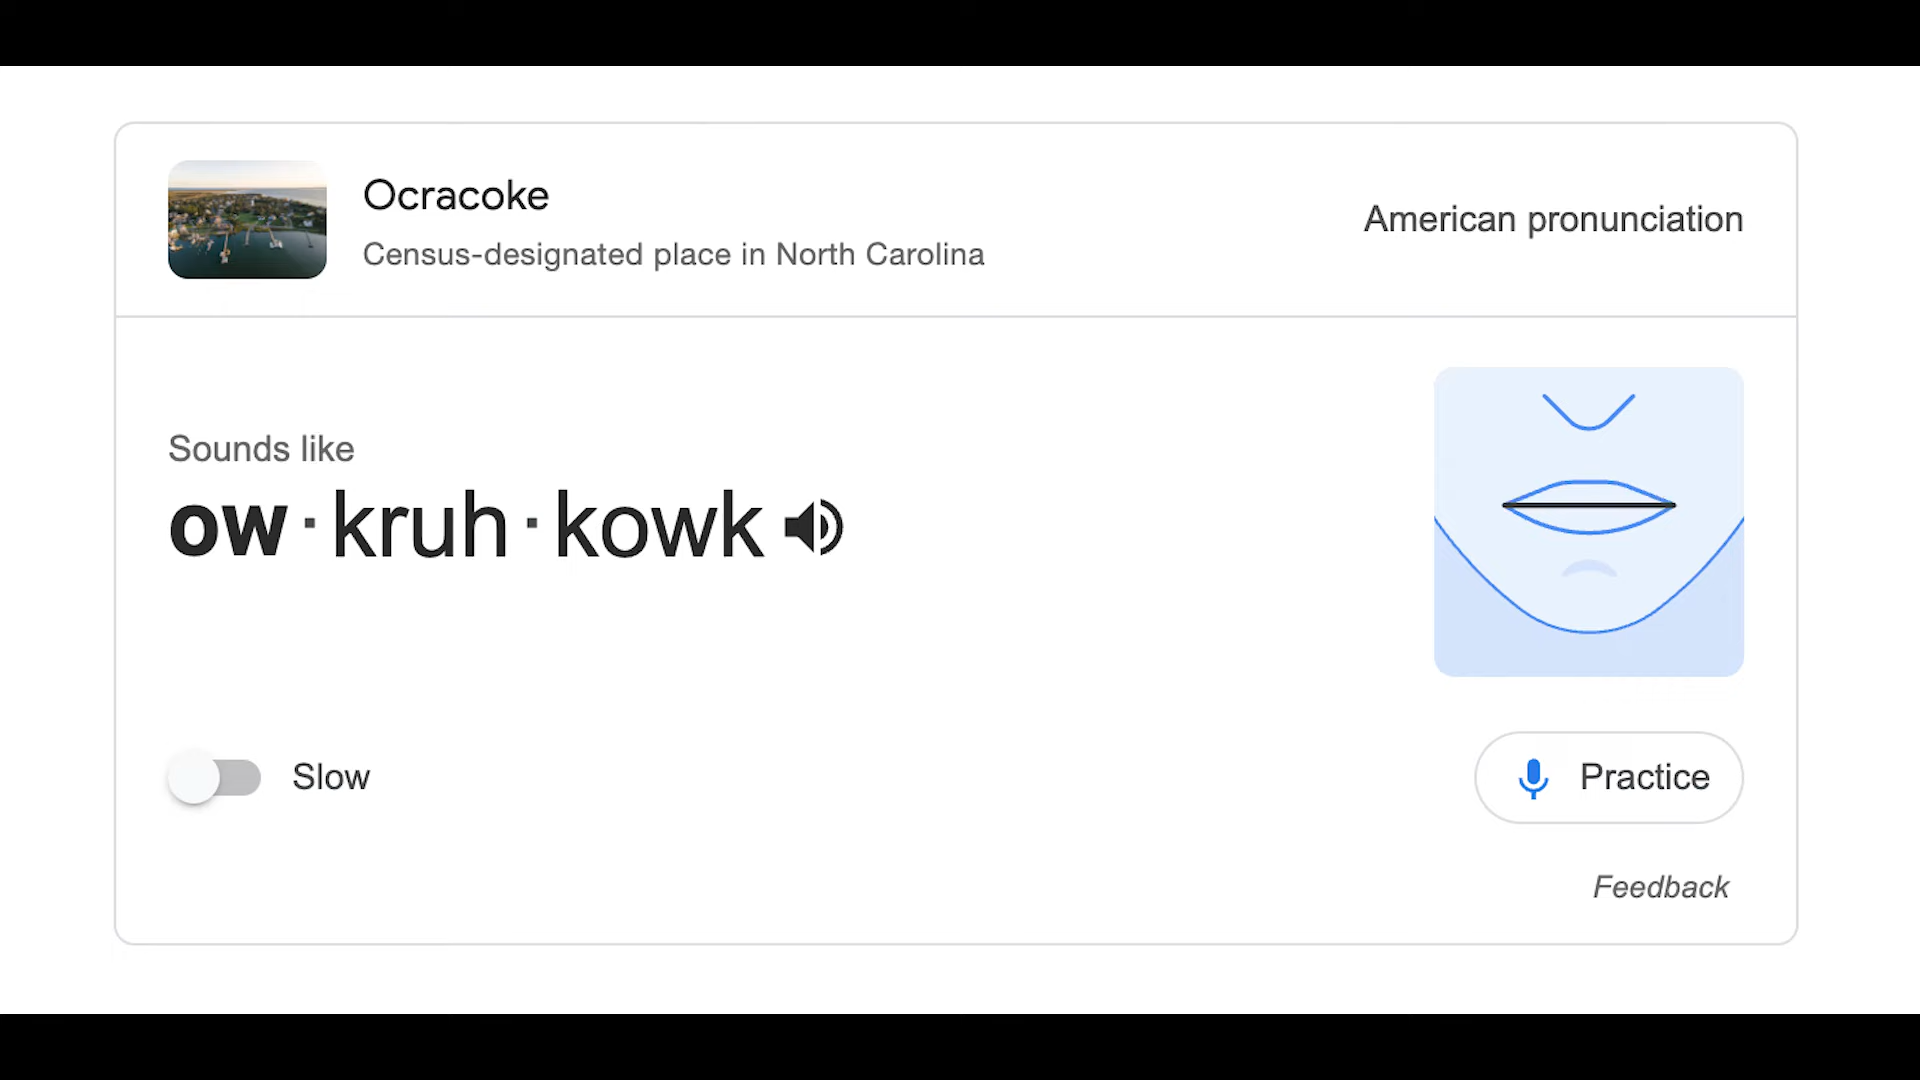 Ocracoke
Census-designated place in North Carolina
American pronunciation
Sounds like
ow·kruh·kowk
Slow
Practice
Feedback